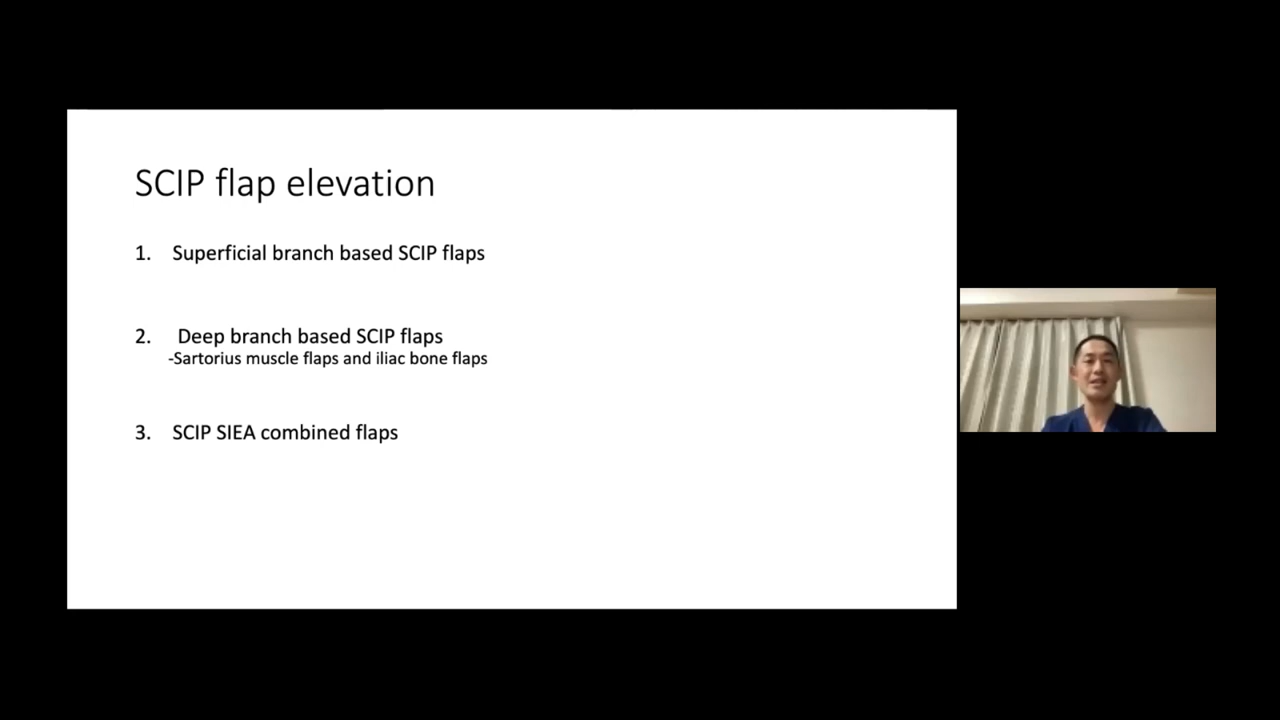 SCIP flap elevation
1. Superficial branch based SCIP flaps
2. Deep branch based SCIP flaps
-Sartorius muscle flaps and iliac bone flaps
3. SCIP SIEA combined flaps